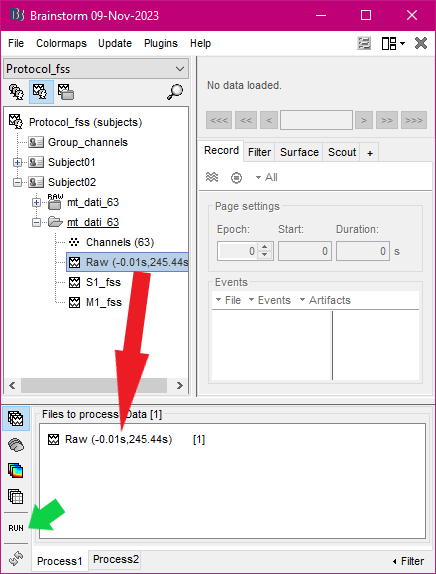 Brainstorm 09-Nov-2023
File Colormaps Update Plugins Help
Protocol_fss
No data loaded.
<<< << < > >> >>>
Protocol_fss (subjects)
Group_channels
Subject01
Subject02
RAW mt_dati_63
mt_dati_63
Channels (63)
Raw (-0.01s,245.44s
S1_fss
M1_fss
Record Filter Surface Scout +
All
Page settings
Epoch: Start: Duration:
0 0 0 s
Events
File Events Artifacts
Files to process: Data [1]
Raw (-0.01s,245.44s) [1]
RUN
Process1 Process2 Filter